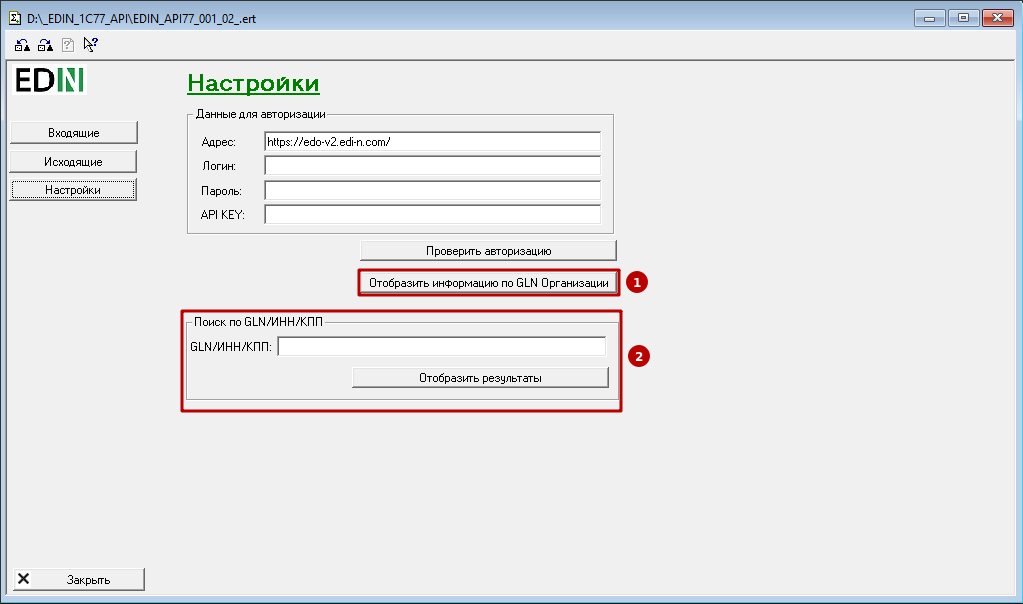 D:\_EDIN_1C77_API\EDIN_API77_001_02_.ert
EDIN
Настройки
Входящие
Исходящие
Настройки
Данные для авторизации
Адрес: https://edo-v2.edi-n.com/
Логин:
Пароль:
API KEY:
Проверить авторизацию
Отобразить информацию по GLN Организации 1
Поиск по GLN/ИНН/КПП
GLN/ИНН/КПП:
2
Отобразить результаты
Закрыть